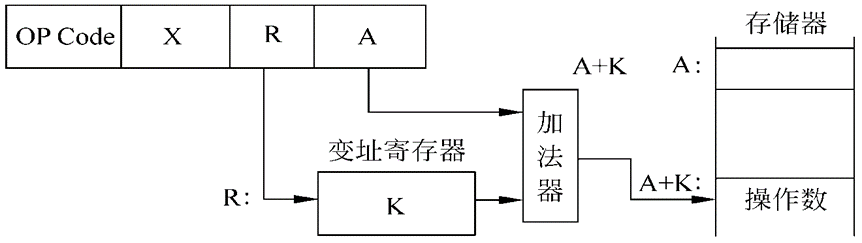 存储器
OP Code X R A
A+K A:
加法器
变址寄存器
R: K
A+K: 操作数